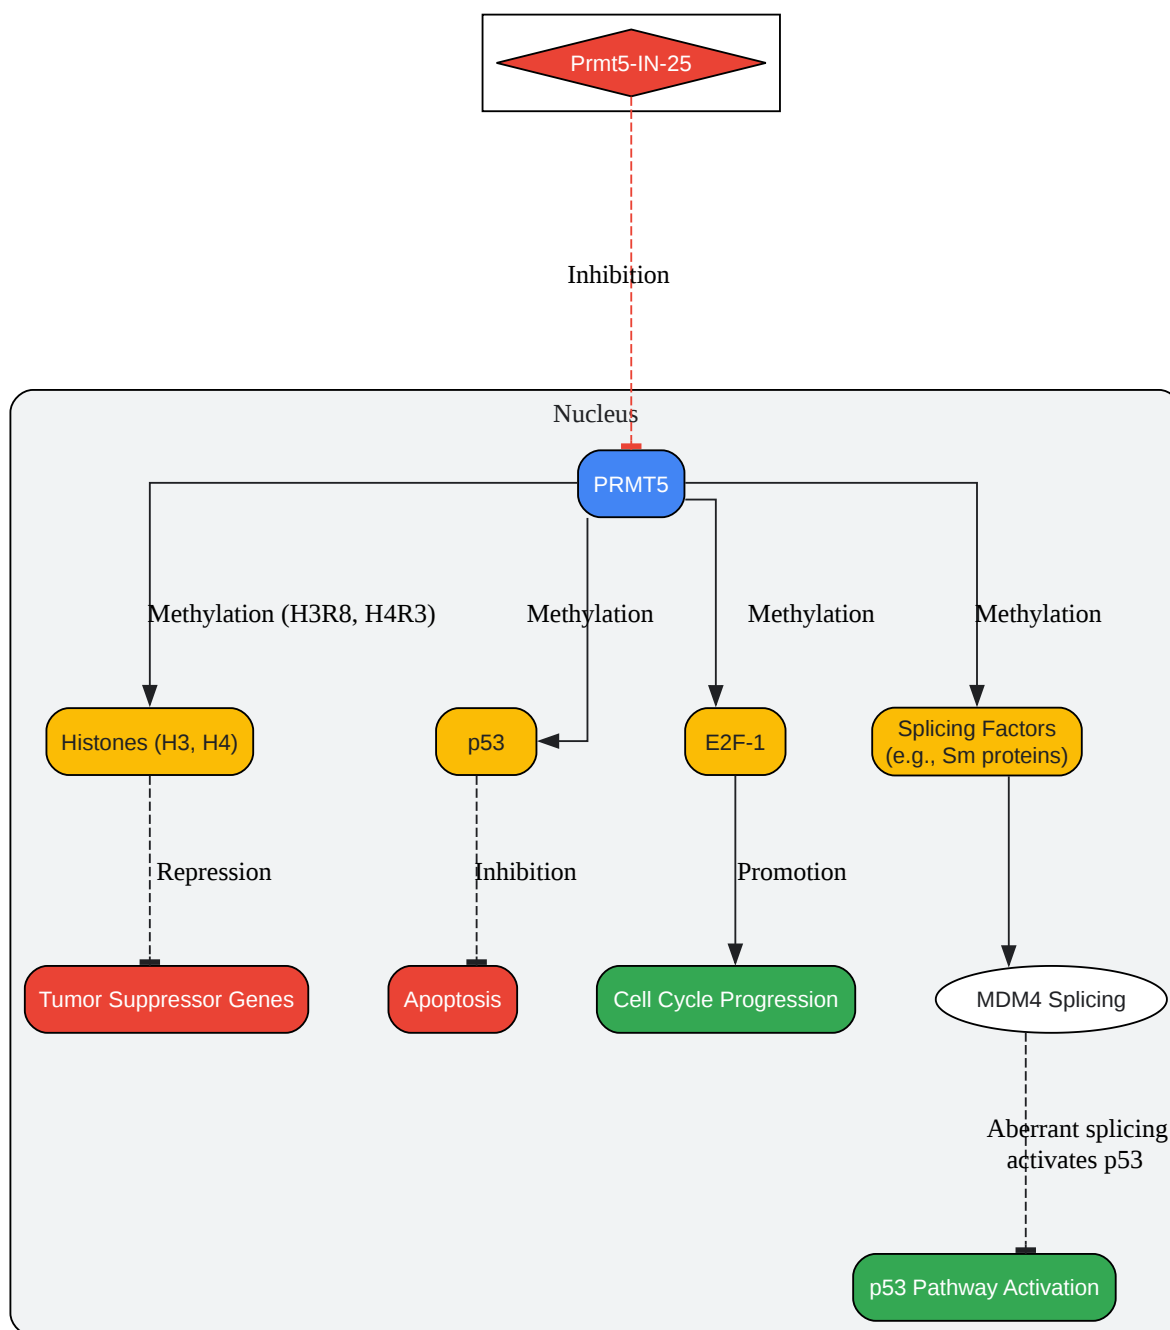 Prmt5-IN-25
Inhibition
Nucleus
PRMT5
Methylation (H3R8, H4R3)
Methylation
Methylation
Methylation
Histones (H3, H4)
p53
E2F-1
Splicing Factors
(e.g., Sm proteins)
Repression
Inhibition
Promotion
Tumor Suppressor Genes
Apoptosis
Cell Cycle Progression
MDM4 Splicing
Aberrant splicing
activates p53
p53 Pathway Activation